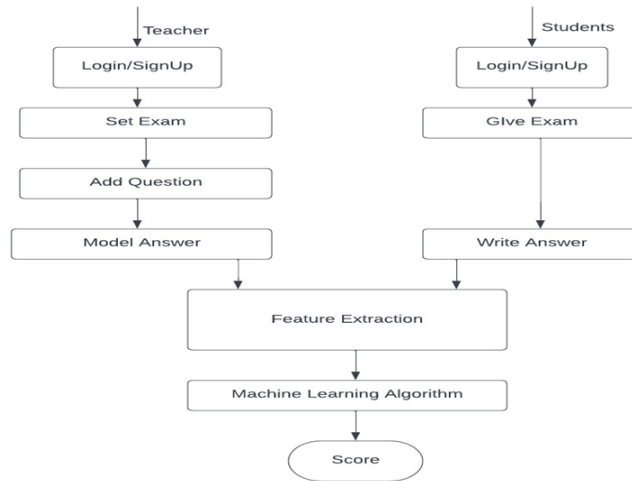 Teacher
Students
Login/SignUp
Login/SignUp
Set Exam
GIve Exam
Add Question
Model Answer
Write Answer
Feature Extraction
Machine Learning Algorithm
Score